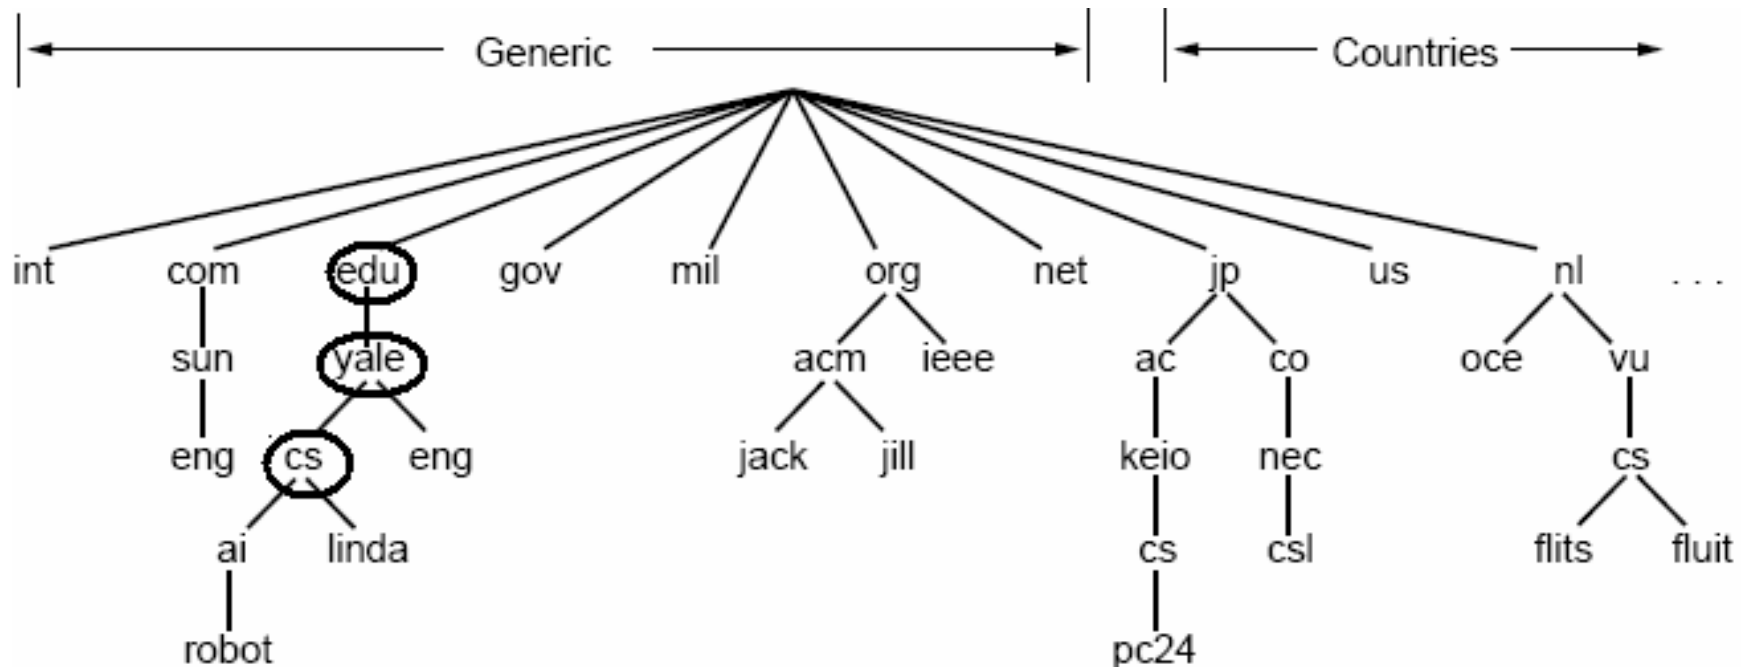 Generic Countries
int com edu gov mil org net jp us nl . . .
sun yale acm ieee ac co oce vu
eng cs eng jack jill keio nec cs
ai linda cs csl flits fluit
robot pc24